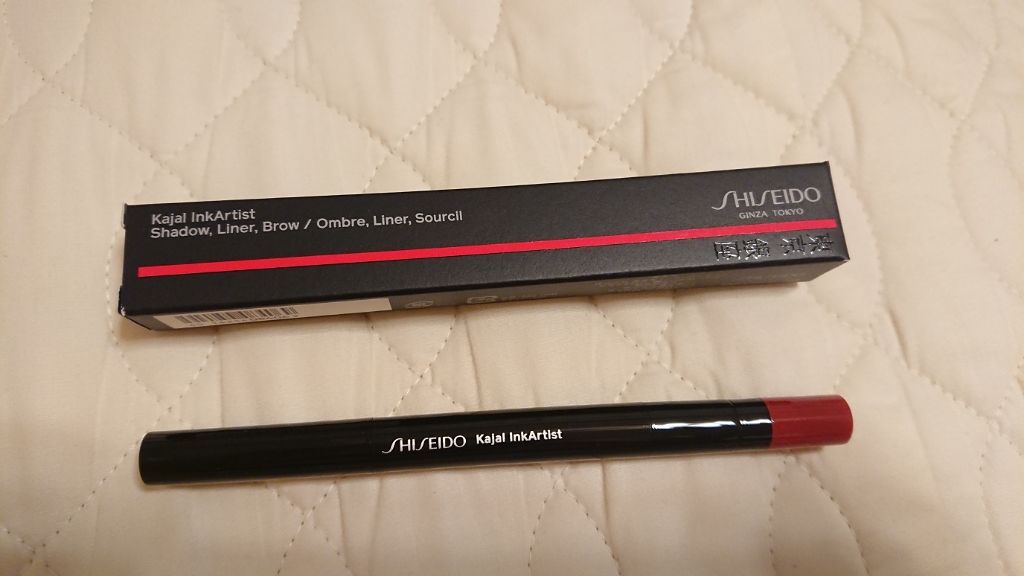 Kajal InkArtist
Shadow, Liner, Brow / Ombre, Liner, Sourcil
SHISEIDO
GINZA TOKYO
SHISEIDO Kajal InkArtist